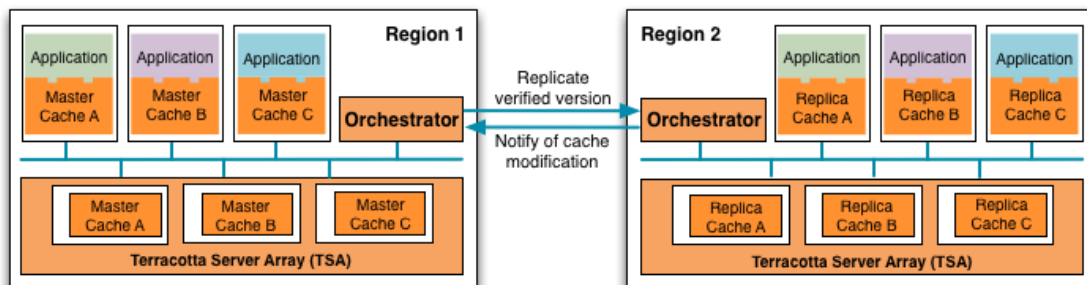 Region 1
Application
Master
Cache A
Application
Master
Cache B
Application
Master
Cache C
Orchestrator
Master
Cache A
Master
Cache B
Master
Cache C
Terracotta Server Array (TSA)
Replicate
verified version
Notify of cache
modification
Region 2
Orchestrator
Application
Replica
Cache A
Application
Replica
Cache B
Application
Replica
Cache C
Replica
Cache A
Replica
Cache B
Replica
Cache C
Terracotta Server Array (TSA)